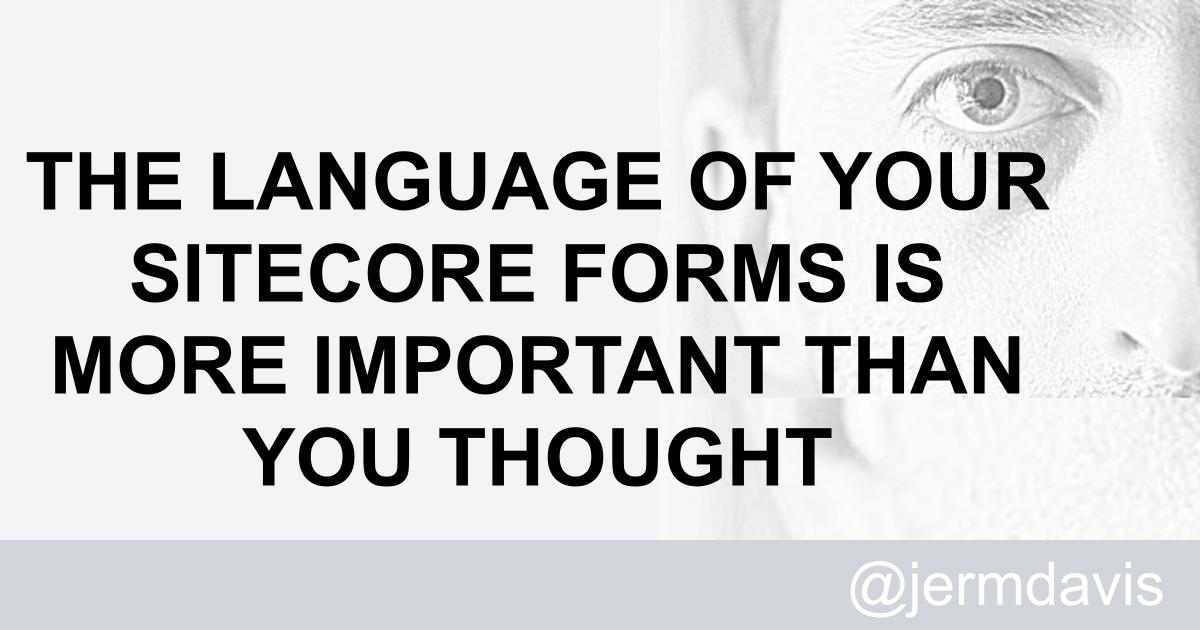 THE LANGUAGE OF YOUR
SITECORE FORMS IS
MORE IMPORTANT THAN
YOU THOUGHT
@jermdavis